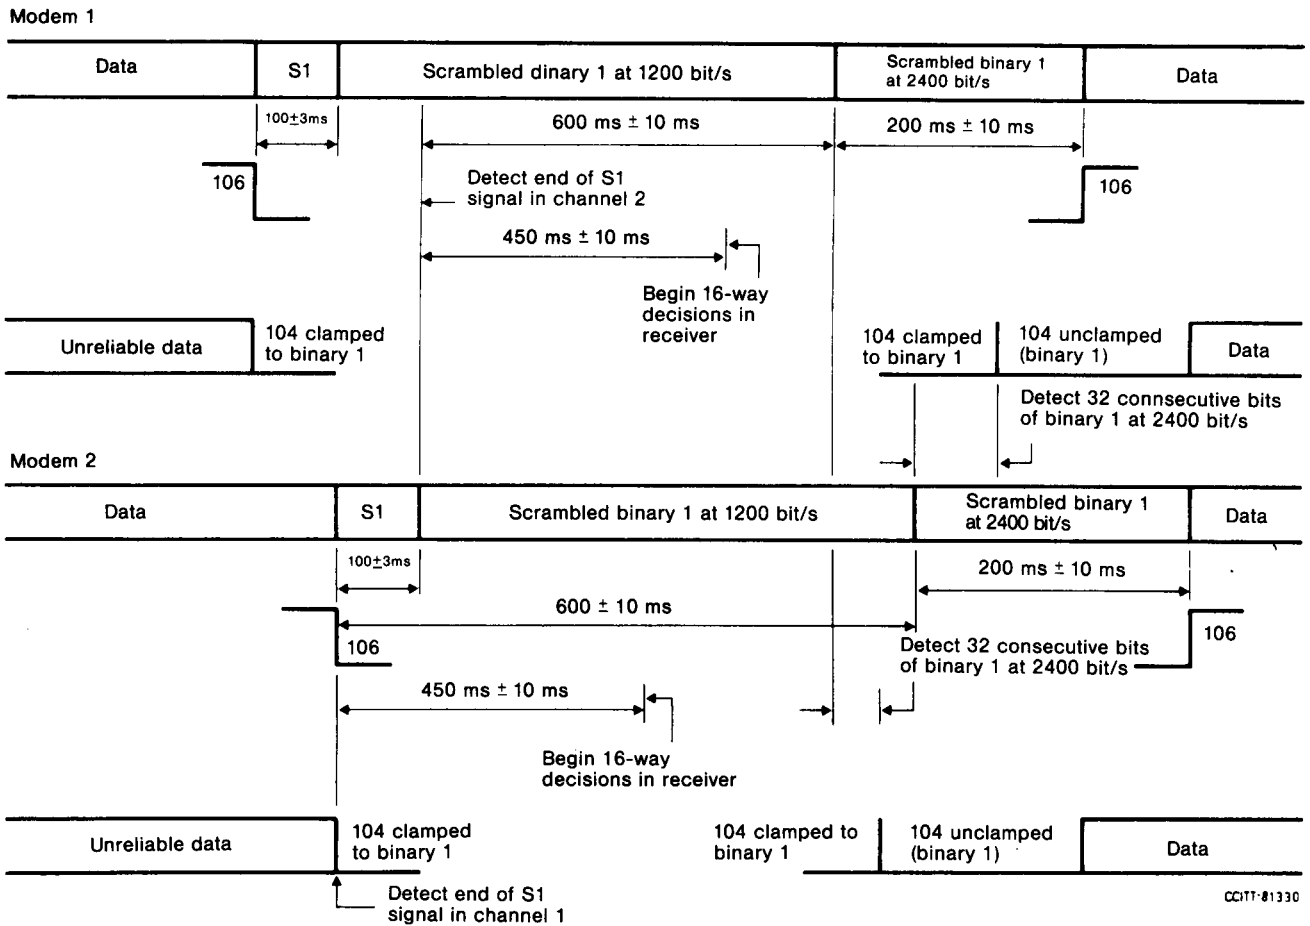 Modem 1
Data
S1
Scrambled dinary 1 at 1200 bit/s
Scrambled binary 1
at 2400 bit/s
Data
100±3ms
600 ms ± 10 ms
200 ms ± 10 ms
106
Detect end of S1
signal in channel 2
106
450 ms ± 10 ms
Begin 16-way
decisions in
receiver
Unreliable data
104 clamped
to binary 1
104 clamped
to binary 1
104 unclamped
(binary 1)
Data
Detect 32 connsecutive bits
of binary 1 at 2400 bit/s
Modem 2
Data
S1
Scrambled binary 1 at 1200 bit/s
Scrambled binary 1
at 2400 bit/s
Data
100±3ms
200 ms ± 10 ms
600 ± 10 ms
106
Detect 32 consecutive bits
of binary 1 at 2400 bit/s
106
450 ms ± 10 ms
Begin 16-way
decisions in receiver
Unreliable data
104 clamped
to binary 1
104 clamped to
binary 1
104 unclamped
(binary 1)
Data
Detect end of S1
signal in channel 1
CCITT-81330